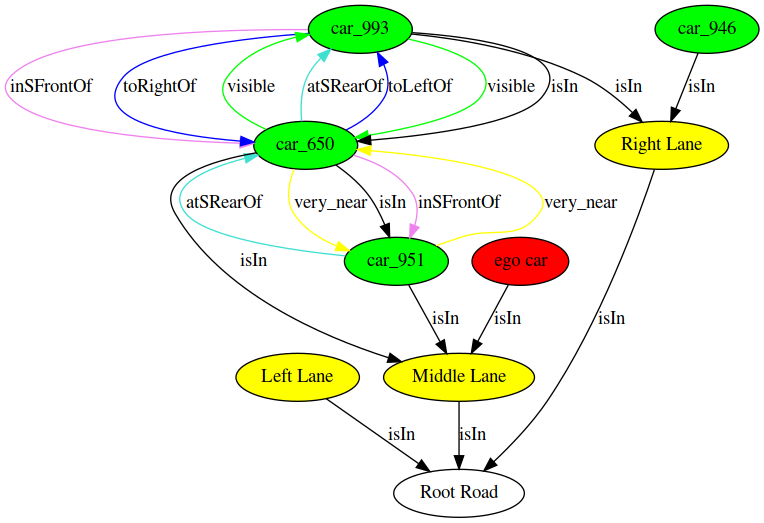 car_993
car_946
inSFrontOf
toRightOf
visible
atSRearOf
toLeftOf
visible
isIn
isIn
isIn
car_650
Right Lane
atSRearOf
very_near
isIn
inSFrontOf
very_near
isIn
car_951
ego car
isIn
isIn
isIn
Left Lane
Middle Lane
isIn
isIn
Root Road